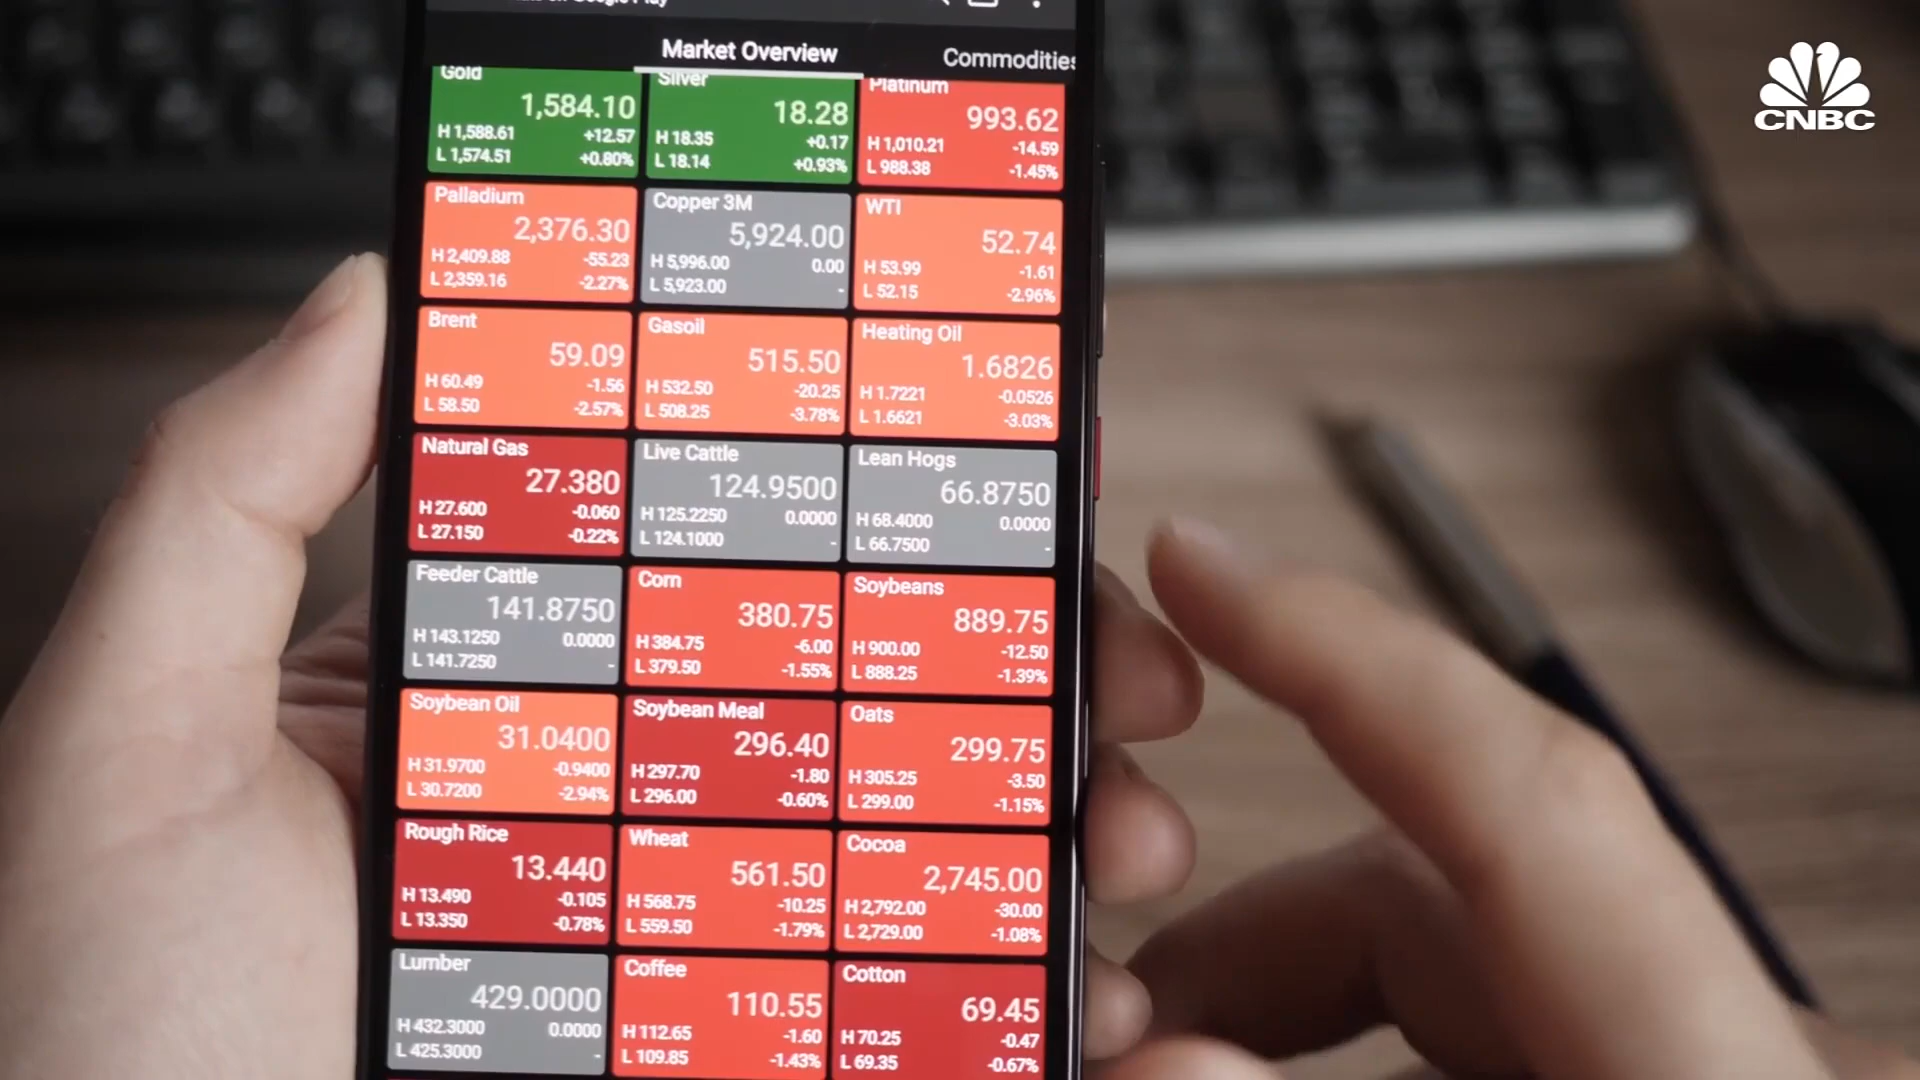 Google Play
Market Overview
Commodities
CNBC
Gold
1,584.10
H 1,588.61 +12.57
L 1,574.51 +0.80%
Silver
18.28
H 18.35 +0.17
L 18.14 +0.93%
Platinum
993.62
H 1,010.21 -14.59
L 988.38 -1.45%
Palladium
2,376.30
H 2,409.88 -55.23
L 2,359.16 -2.27%
Copper 3M
5,924.00
H 5,996.00 0.00
L 5,923.00 -
WTI
52.74
H 53.99 -1.61
L 52.15 -2.96%
Brent
59.09
H 60.49 -1.56
L 58.50 -2.57%
Gasoil
515.50
H 532.50 -20.25
L 508.25 -3.78%
Heating Oil
1.6826
H 1.7221 -0.0526
L 1.6621 -3.03%
Natural Gas
27.380
H 27.600 -0.060
L 27.150 -0.22%
Live Cattle
124.9500
H 125.2250 0.0000
L 124.1000 -
Lean Hogs
66.8750
H 68.4000 0.0000
L 66.7500 -
Feeder Cattle
141.8750
H 143.1250 0.0000
L 141.7250 -
Corn
380.75
H 384.75 -6.00
L 379.50 -1.55%
Soybeans
889.75
H 900.00 -12.50
L 888.25 -1.39%
Soybean Oil
31.0400
H 31.9700 -0.9400
L 30.7200 -2.94%
Soybean Meal
296.40
H 297.70 -1.80
L 296.00 -0.60%
Oats
299.75
H 305.25 -3.50
L 299.00 -1.15%
Rough Rice
13.440
H 13.490 -0.105
L 13.350 -0.78%
Wheat
561.50
H 568.75 -10.25
L 559.50 -1.79%
Cocoa
2,745.00
H 2,792.00 -30.00
L 2,729.00 -1.08%
Lumber
429.0000
H 432.3000 0.0000
L 425.3000 -
Coffee
110.55
H 112.65 -1.60
L 109.85 -1.43%
Cotton
69.45
H 70.25 -0.47
L 69.35 -0.67%